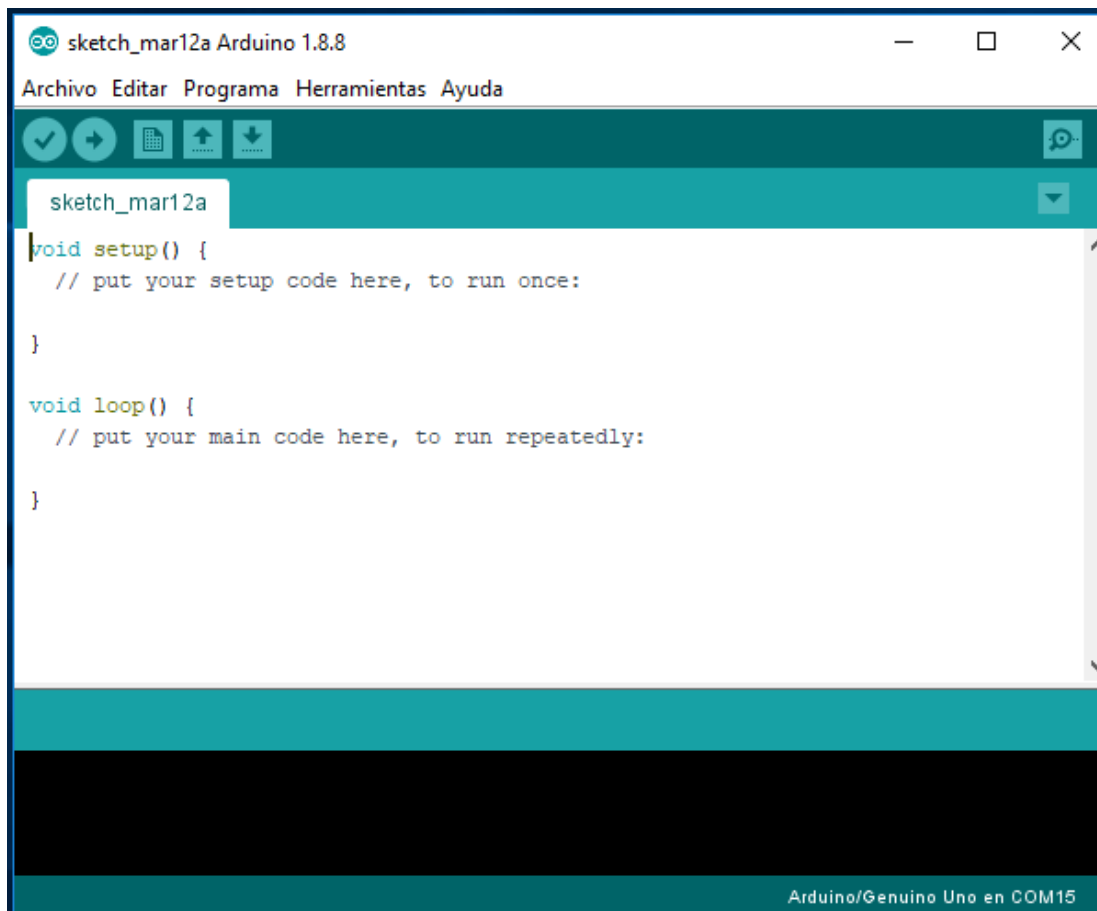 sketch_mar12a Arduino 1.8.8
Archivo Editar Programa Herramientas Ayuda
sketch_mar12a
void setup() {
  // put your setup code here, to run once:
}
void loop() {
  // put your main code here, to run repeatedly:
}
Arduino/Genuino Uno en COM15